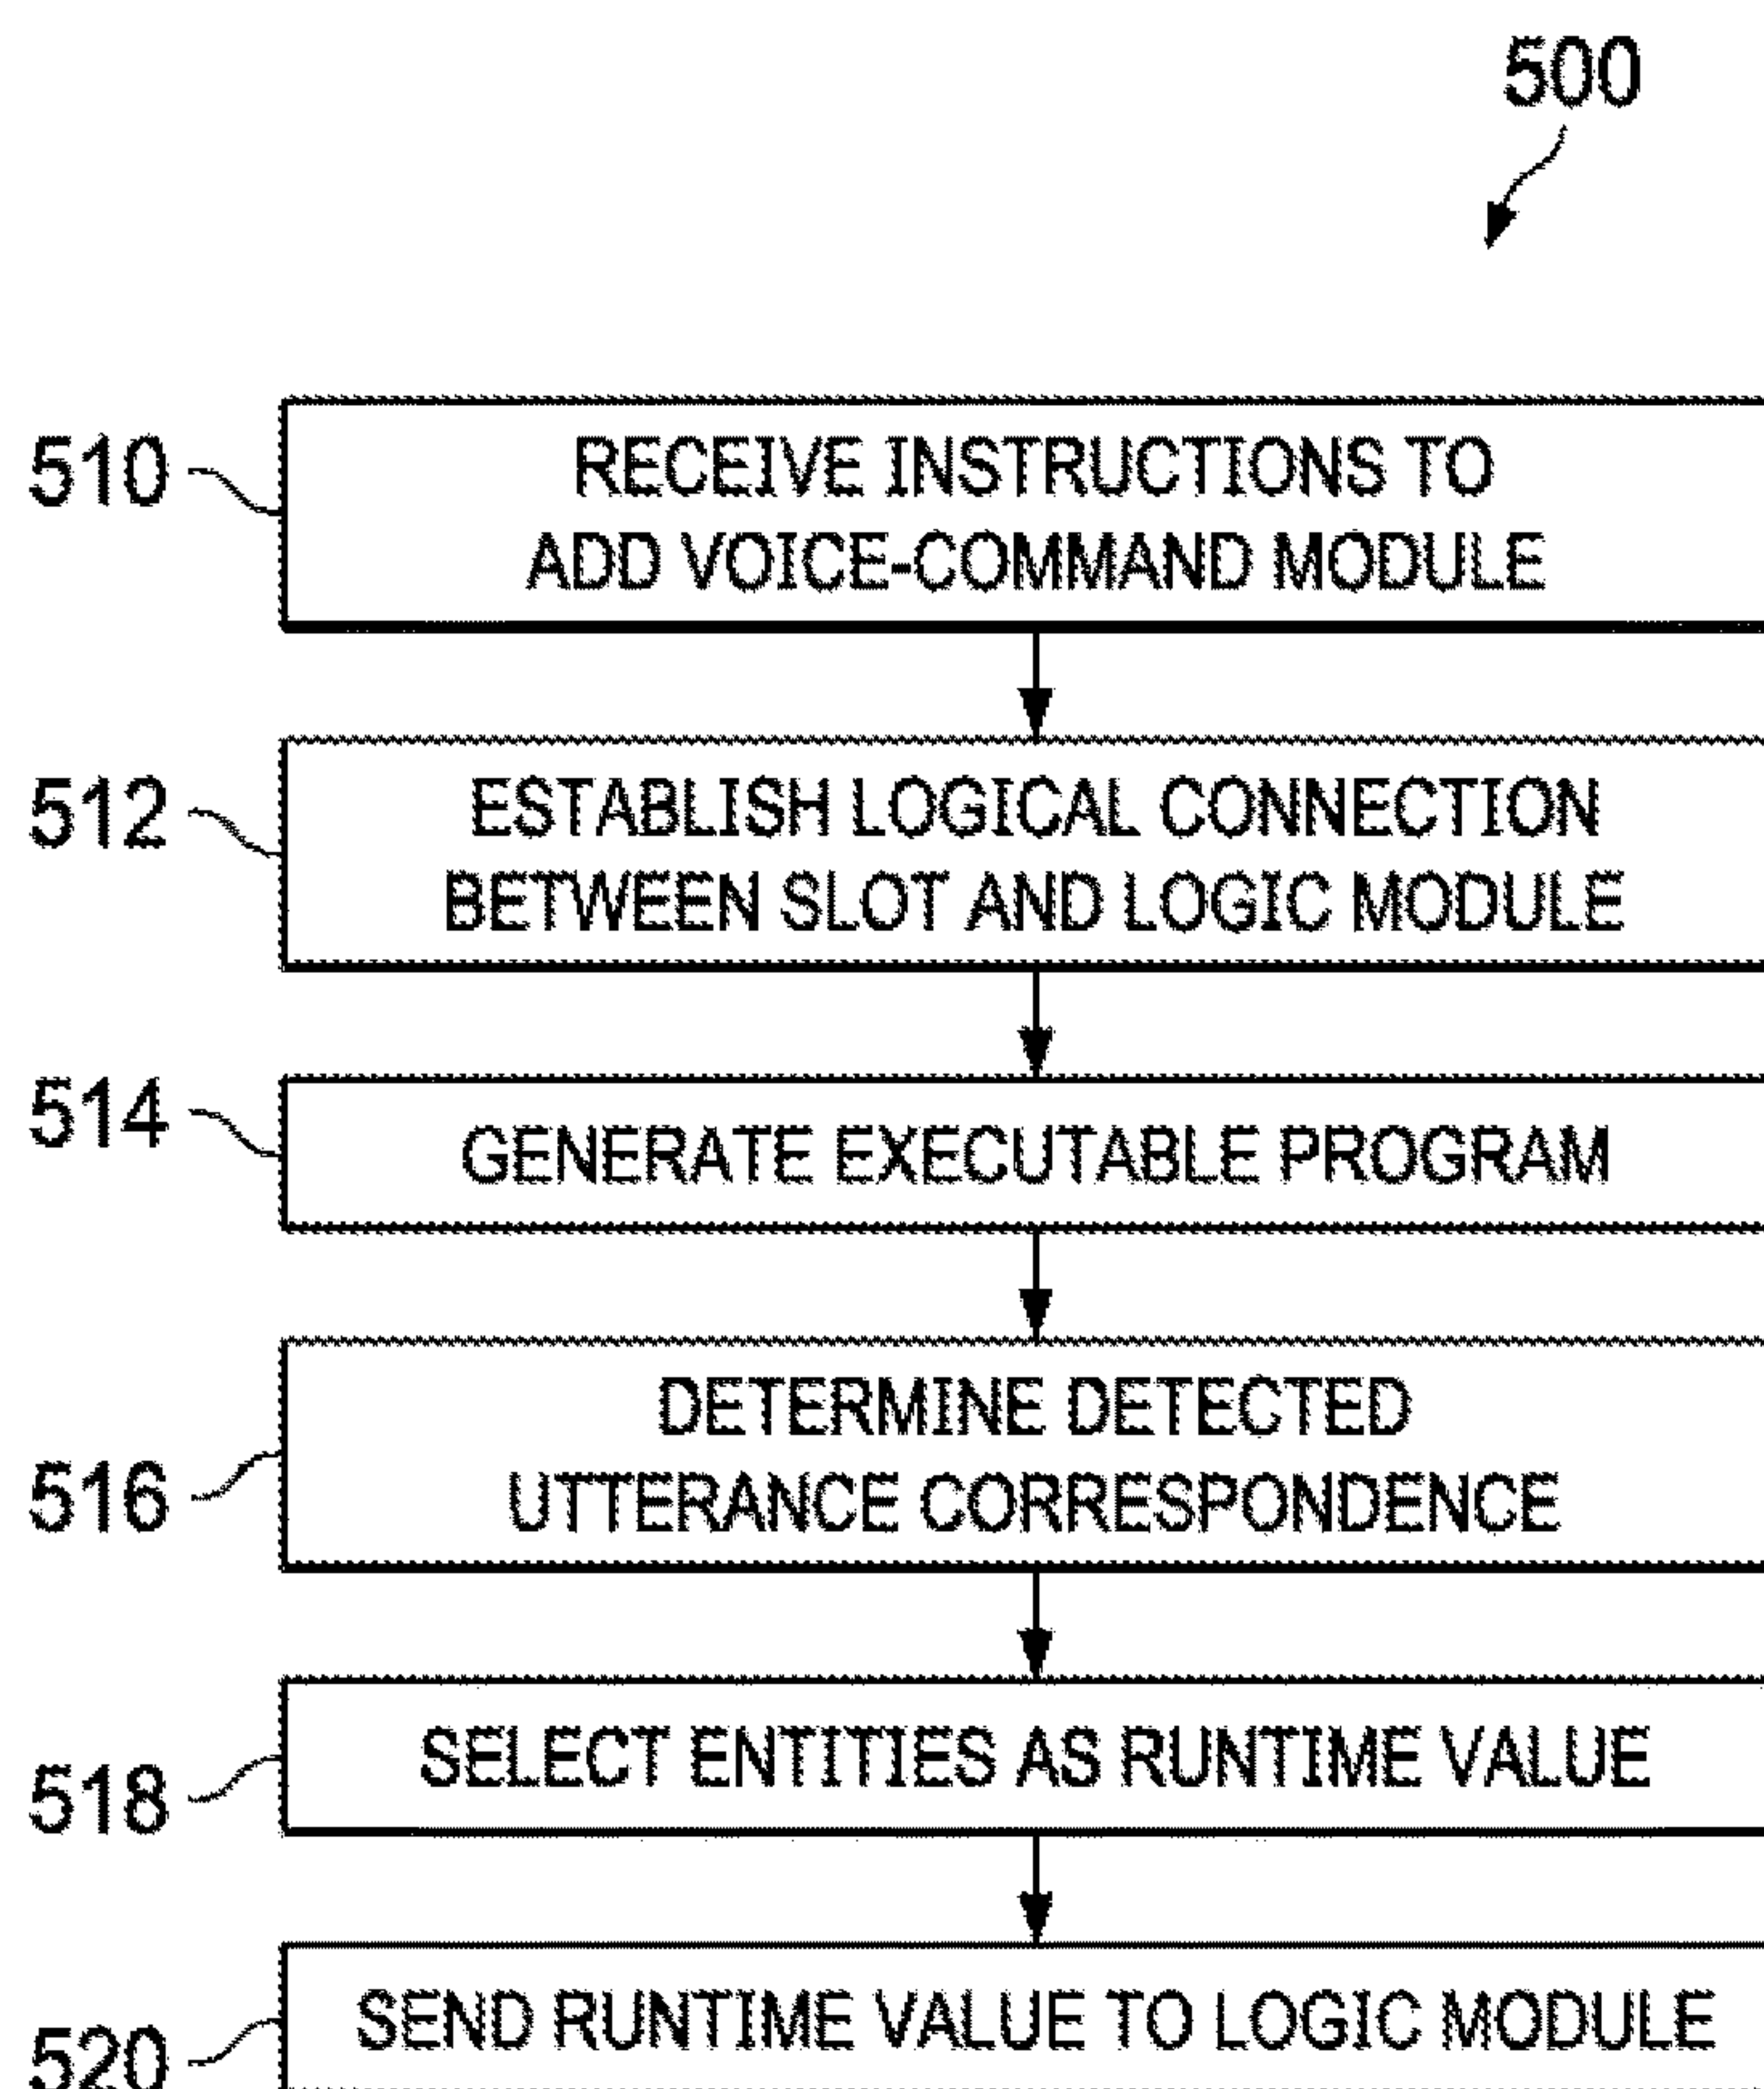 500
510
RECEIVE INSTRUCTIONS TO
ADD VOICE-COMMAND MODULE
512
ESTABLISH LOGICAL CONNECTION
BETWEEN SLOT AND LOGIC MODULE
514
GENERATE EXECUTABLE PROGRAM
516
DETERMINE DETECTED
UTTERANCE CORRESPONDENCE
518
SELECT ENTITIES AS RUNTIME VALUE
520
SEND RUNTIME VALUE TO LOGIC MODULE